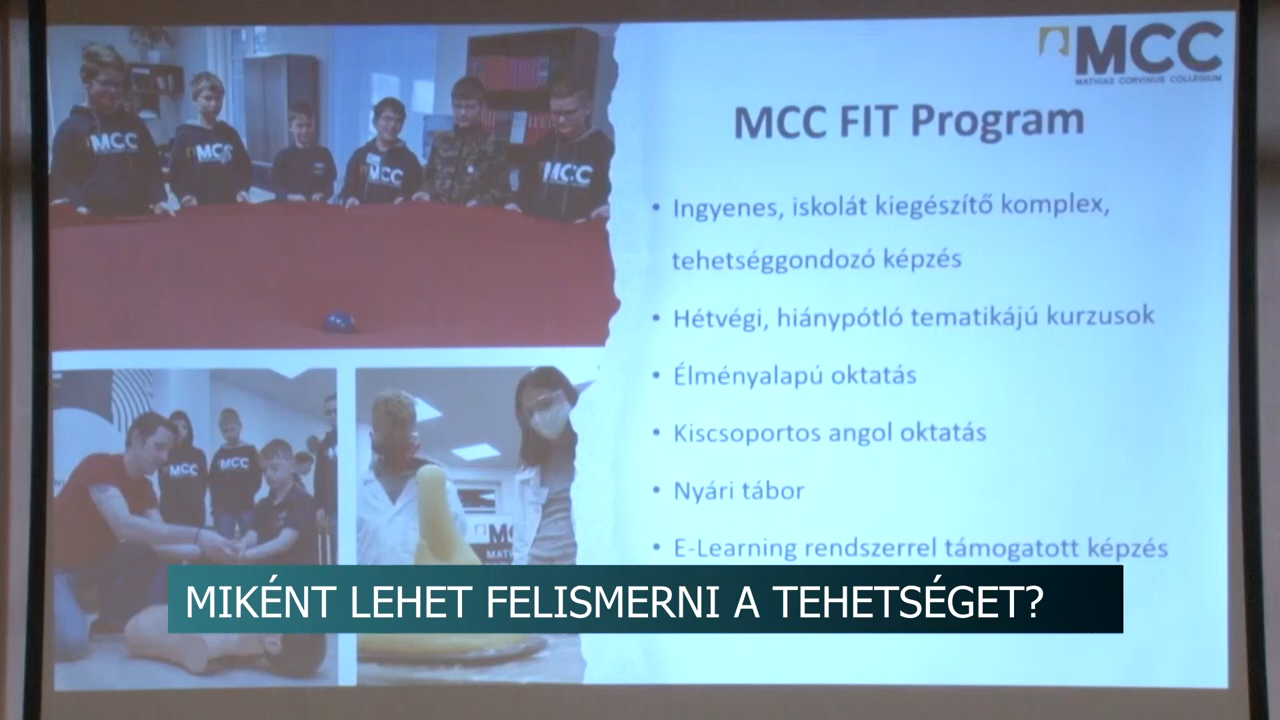 MCC
MATHIAS CORVINUS COLLEGIUM
MCC FIT Program
• Ingyenes, iskolát kiegészítő komplex,
tehetséggondozó képzés
• Hétvégi, hiánypótló tematikájú kurzusok
• Élményalapú oktatás
• Kiscsoportos angol oktatás
• Nyári tábor
• E-Learning rendszerrel támogatott képzés
MCC
MCC
MCC
MCC
MCC
MCC
MIKÉNT LEHET FELISMERNI A TEHETSÉGET?